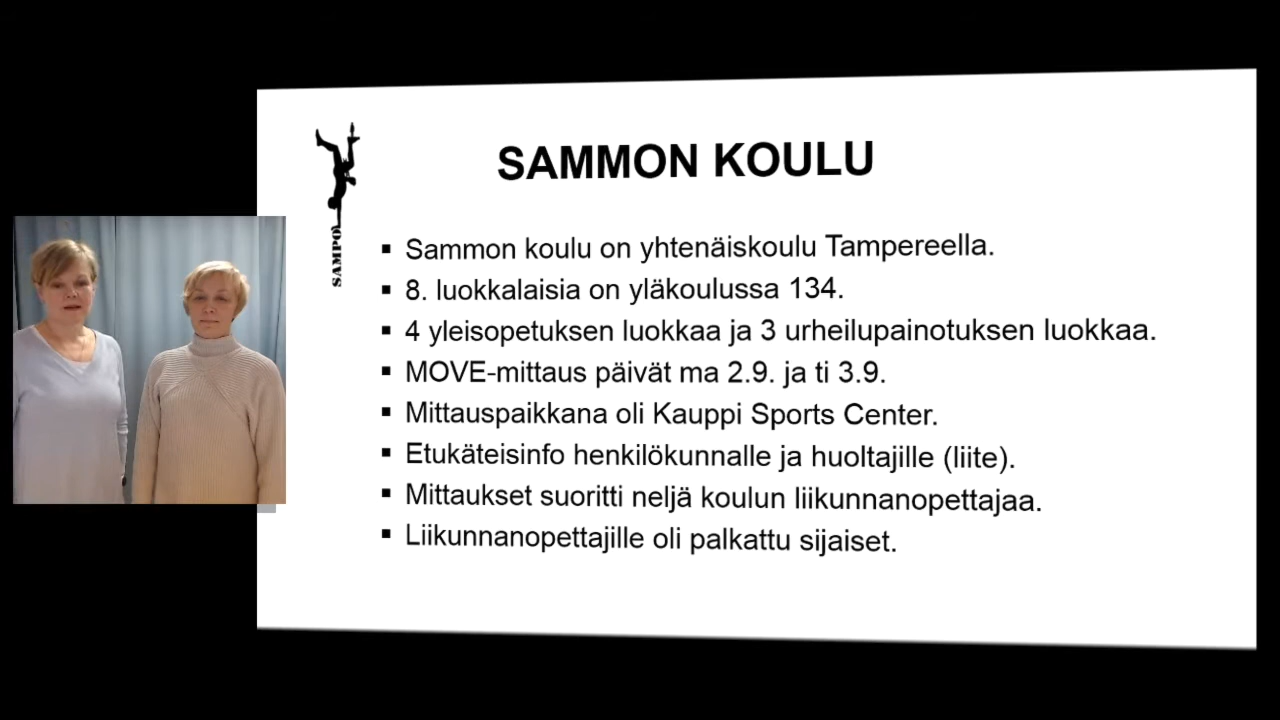 SAMMON KOULU
SAMPO
Sammon koulu on yhtenäiskoulu Tampereella.
8. luokkalaisia on yläkoulussa 134.
4 yleisopetuksen luokkaa ja 3 urheilupainotuksen luokkaa.
MOVE-mittaus päivät ma 2.9. ja ti 3.9.
Mittauspaikkana oli Kauppi Sports Center.
Etukäteisinfo henkilökunnalle ja huoltajille (liite).
Mittaukset suoritti neljä koulun liikunnanopettajaa.
Liikunnanopettajille oli palkattu sijaiset.